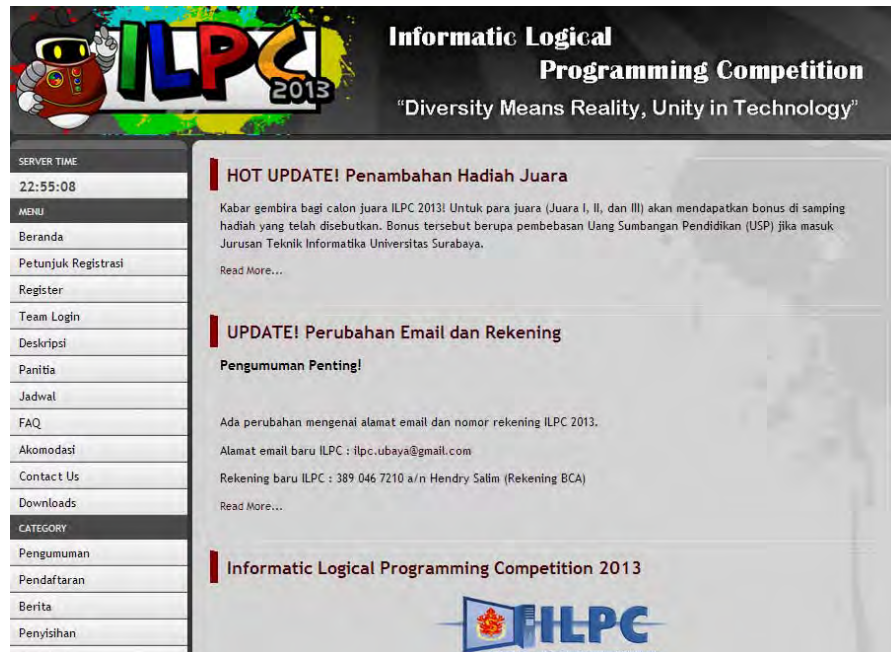 ILPC
2013
Informatic Logical
Programming Competition
"Diversity Means Reality, Unity in Technology"
SERVER TIME
22:55:08
MENU
Beranda
Petunjuk Registrasi
Register
Team Login
Deskripsi
Panitia
Jadwal
FAQ
Akomodasi
Contact Us
Downloads
CATEGORY
Pengumuman
Pendaftaran
Berita
Penyisihan
HOT UPDATE! Penambahan Hadiah Juara
Kabar gembira bagi calon juara ILPC 2013! Untuk para juara (Juara I, II, dan III) akan mendapatkan bonus di samping
hadiah yang telah disebutkan. Bonus tersebut berupa pembebasan Uang Sumbangan Pendidikan (USP) jika masuk
Jurusan Teknik Informatika Universitas Surabaya.
Read More...
UPDATE! Perubahan Email dan Rekening
Pengumuman Penting!
Ada perubahan mengenai alamat email dan nomor rekening ILPC 2013.
Alamat email baru ILPC : ilpc.ubaya@gmail.com
Rekening baru ILPC : 389 046 7210 a/n Hendry Salim (Rekening BCA)
Read More...
Informatic Logical Programming Competition 2013
ILPC